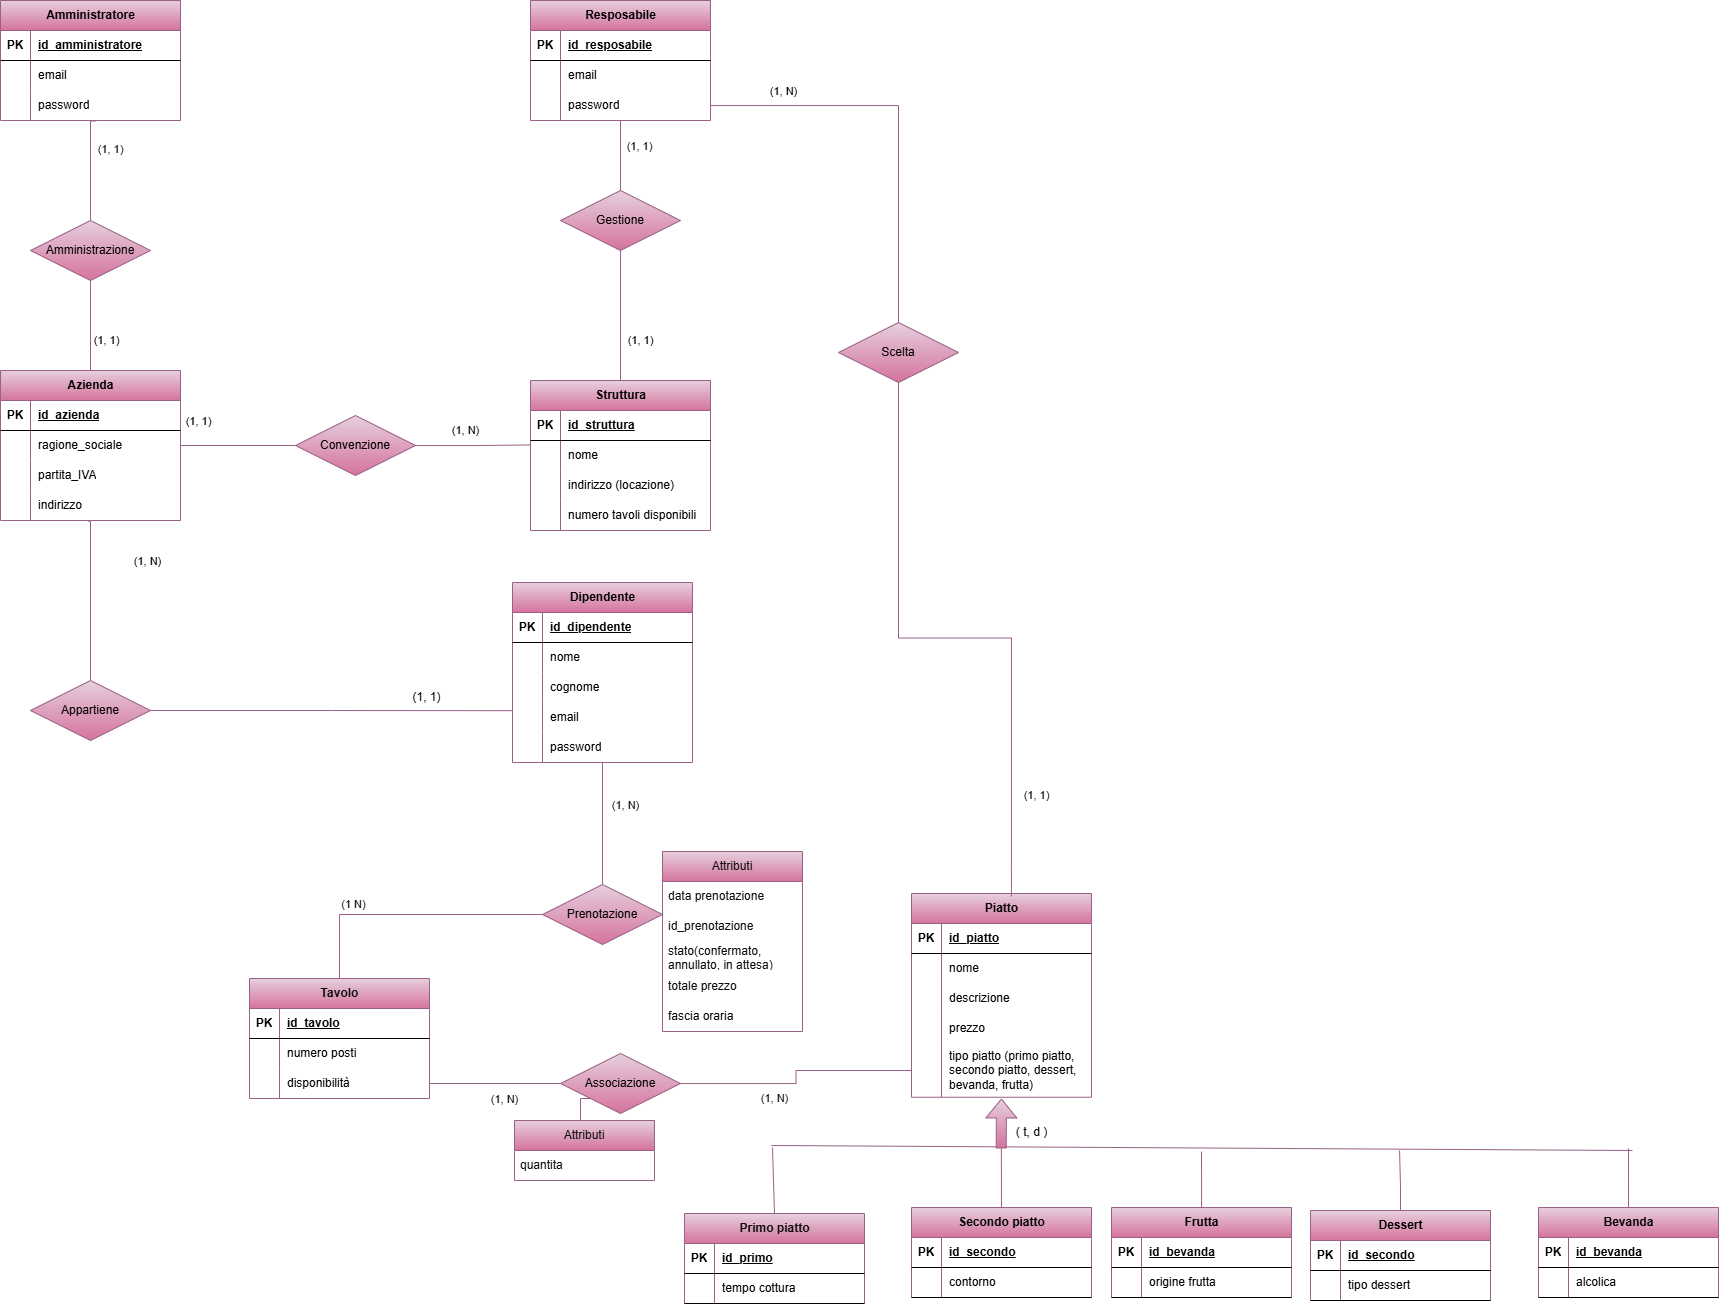 Amministratore
PK id_amministratore
email
password
(1, 1)
Amministrazione
(1, 1)
Azienda
PK id_azienda
ragione_sociale
partita_IVA
indirizzo
(1, 1)
Convenzione
(1, N)
Resposabile
PK id_resposabile
email
password
(1, N)
(1, 1)
Gestione
(1, 1)
Struttura
PK id_struttura
nome
indirizzo (locazione)
numero tavoli disponibili
Scelta
(1, 1)
(1, N)
Appartiene
(1, 1)
Dipendente
PK id_dipendente
nome
cognome
email
password
(1, N)
Prenotazione
Attributi
data prenotazione
id_prenotazione
stato(confermato,
annullato, in attesa)
totale prezzo
fascia oraria
(1 N)
Tavolo
PK id_tavolo
numero posti
disponibilità
(1, N)
Associazione
(1, N)
Attributi
quantita
Piatto
PK id_piatto
nome
descrizione
prezzo
tipo piatto (primo piatto,
secondo piatto, dessert,
bevanda, frutta)
( t, d )
Primo piatto
PK id_primo
tempo cottura
Secondo piatto
PK id_secondo
contorno
Frutta
PK id_bevanda
origine frutta
Dessert
PK id_secondo
tipo dessert
Bevanda
PK id_bevanda
alcolica